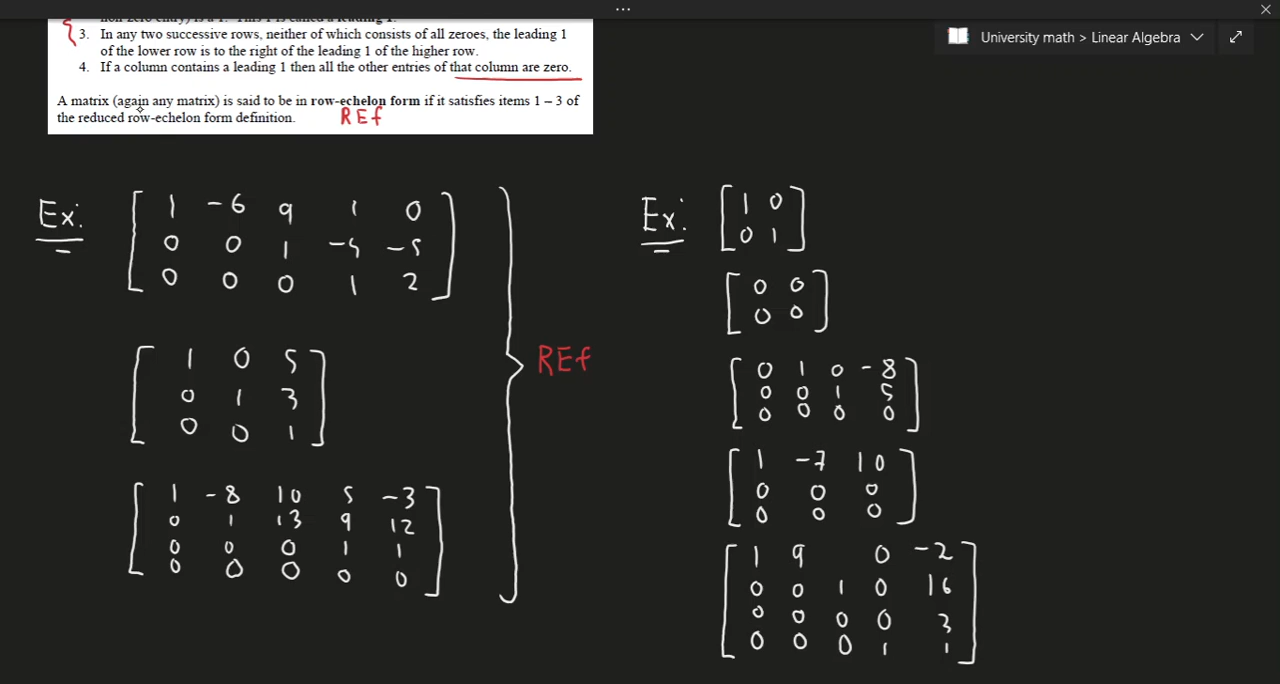 ...
University math > Linear Algebra
3. In any two successive rows, neither of which consists of all zeroes, the leading 1
of the lower row is to the right of the leading 1 of the higher row.
4. If a column contains a leading 1 then all the other entries of that column are zero.
A matrix (again any matrix) is said to be in row-echelon form if it satisfies items 1 – 3 of
the reduced row-echelon form definition.
REf
Ex:
1 -6 9 1 0
0 0 1 -5 -5
0 0 0 1 2
1 0 5
0 1 3
0 0 1
1 -8 10 5 -3
0 1 13 9 12
0 0 0 1 1
0 0 0 0 0
REf
Ex:
1 0
0 1
0 0
0 0
0 1 0 -8
0 0 1 5
0 0 0 0
1 -7 10
0 0 0
0 0 0
1 9 0 -2
0 0 1 0 16
0 0 0 0 3
0 0 0 1 1